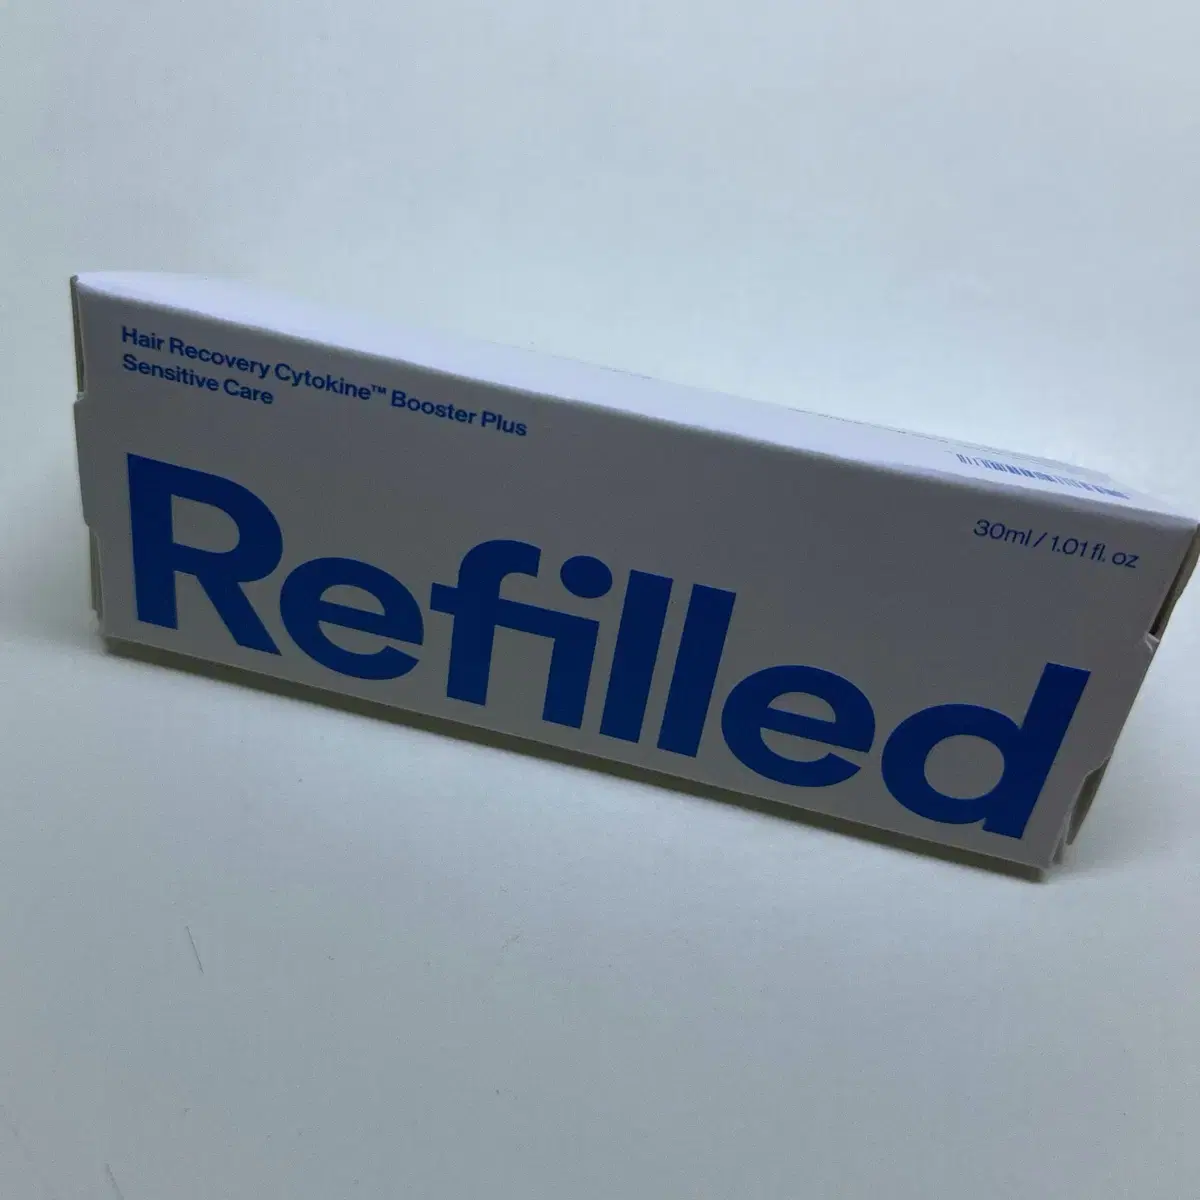 Hair Recovery Cytokine™ Booster Plus
Sensitive Care
30ml / 1.01 fl. oz
Refilled